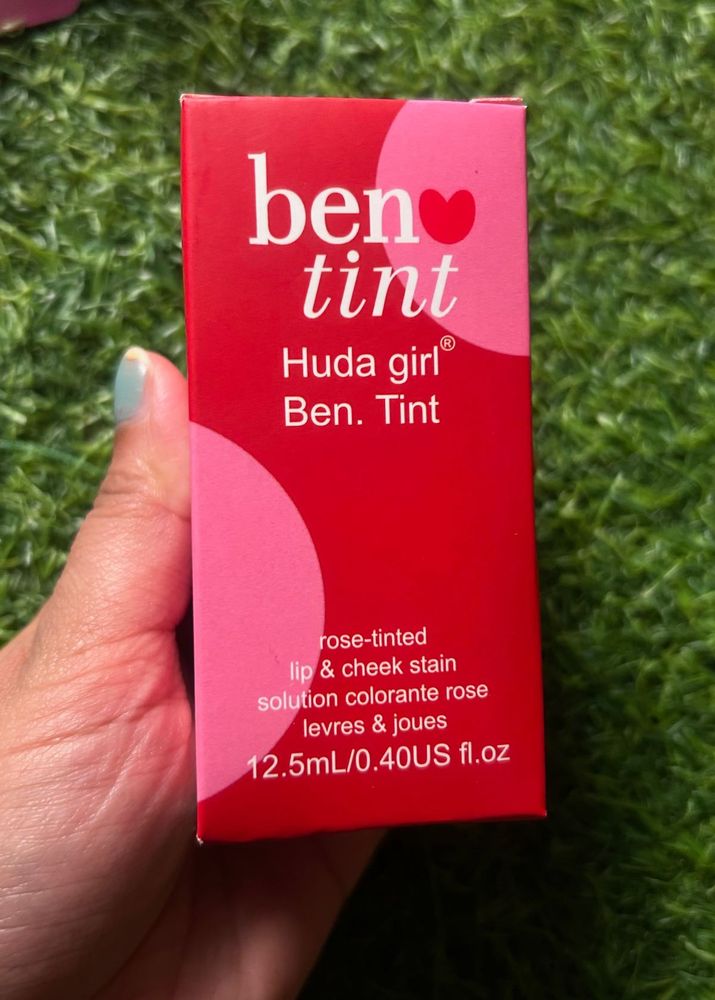 ben
tint
Huda girl®
Ben. Tint
rose-tinted
lip & cheek stain
solution colorante rose
levres & joues
12.5mL/0.40US fl.oz